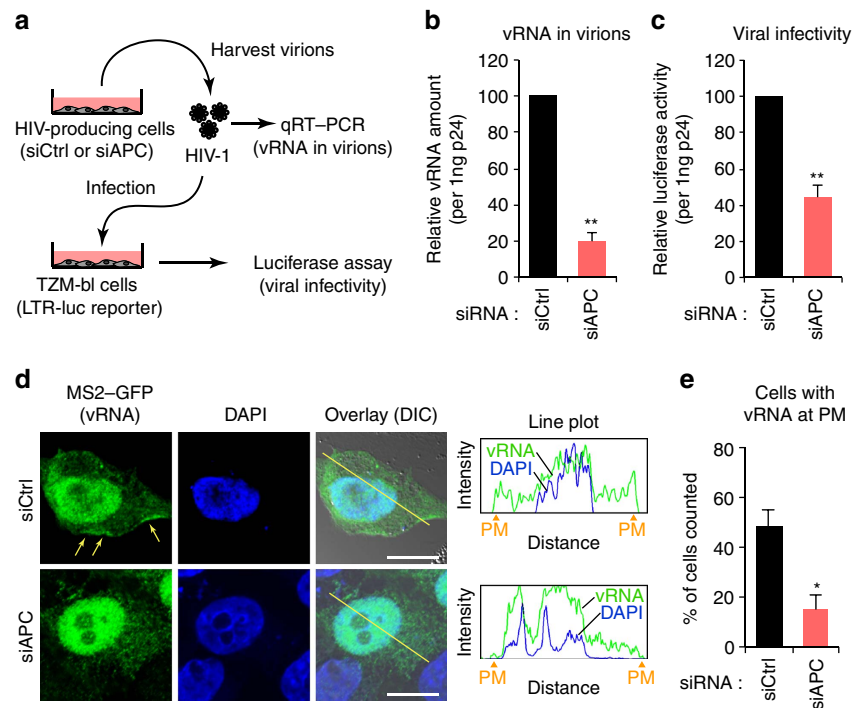 a
Harvest virions
HIV-producing cells
(siCtrl or siAPC)
HIV-1
qRT–PCR
(vRNA in virions)
Infection
TZM-bl cells
(LTR-luc reporter)
Luciferase assay
(viral infectivity)
b
vRNA in virions
Relative vRNA amount
(per 1ng p24)
120
100
80
60
40
20
0
**
siRNA :
siCtrl
siAPC
c
Viral infectivity
Relative luciferase activity
(per 1ng p24)
120
100
80
60
40
20
0
**
siCtrl
siAPC
d
MS2–GFP
(vRNA)
DAPI
Overlay (DIC)
Line plot
siCtrl
siAPC
Intensity
vRNA
DAPI
PM
PM
Distance
Intensity
vRNA
DAPI
PM
PM
Distance
e
Cells with
vRNA at PM
% of cells counted
80
60
40
20
0
*
siRNA :
siCtrl
siAPC